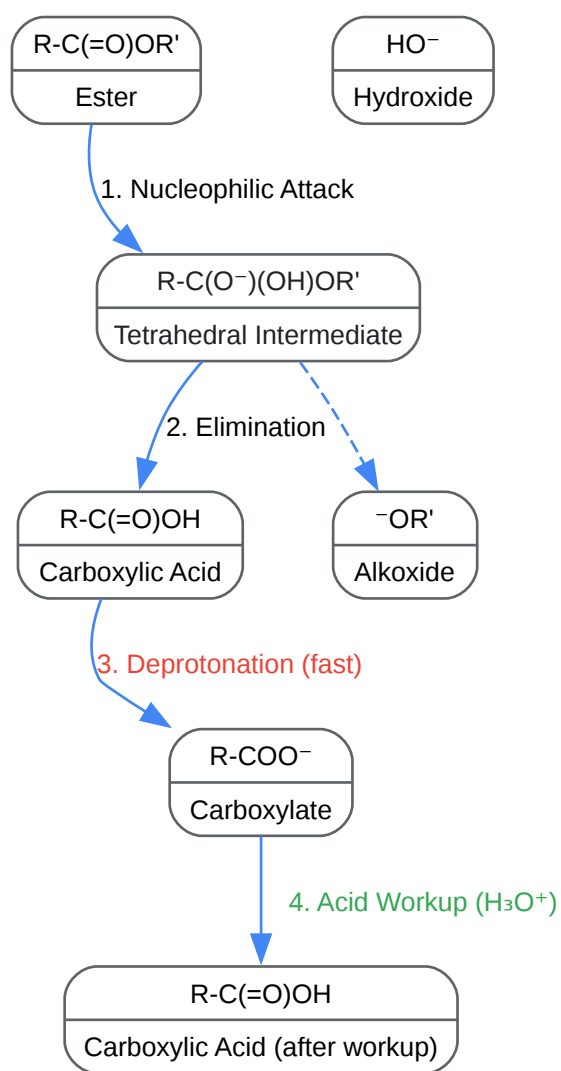 R-C(=O)OR'
Ester
HO⁻
Hydroxide
1. Nucleophilic Attack
R-C(O⁻)(OH)OR'
Tetrahedral Intermediate
2. Elimination
R-C(=O)OH
Carboxylic Acid
⁻OR'
Alkoxide
3. Deprotonation (fast)
R-COO⁻
Carboxylate
4. Acid Workup (H₃O⁺)
R-C(=O)OH
Carboxylic Acid (after workup)